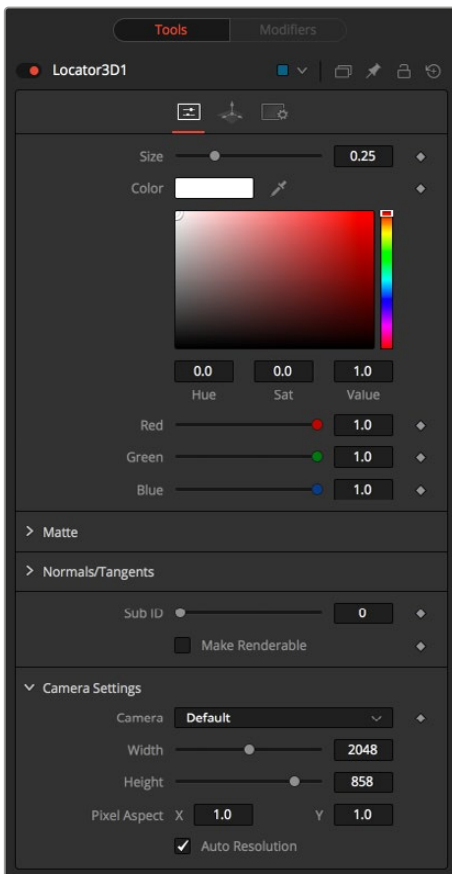 Tools Modifiers
Locator3D1
Size 0.25
Color
0.0 0.0 1.0
Hue Sat Value
Red 1.0
Green 1.0
Blue 1.0
Matte
Normals/Tangents
Sub ID 0
Make Renderable
Camera Settings
Camera Default
Width 2048
Height 858
Pixel Aspect X 1.0 Y 1.0
Auto Resolution